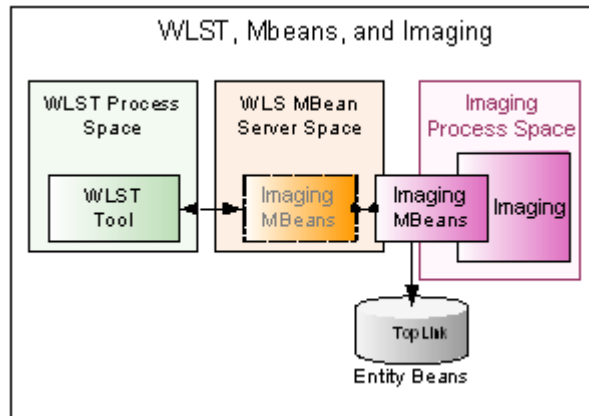 WLST, Mbeans, and Imaging
WLST Process
Space
WLST
Tool
WLS MBean
Server Space
Imaging
MBeans
Imaging
Process Space
Imaging
MBeans
Imaging
Top Link
Entity Beans